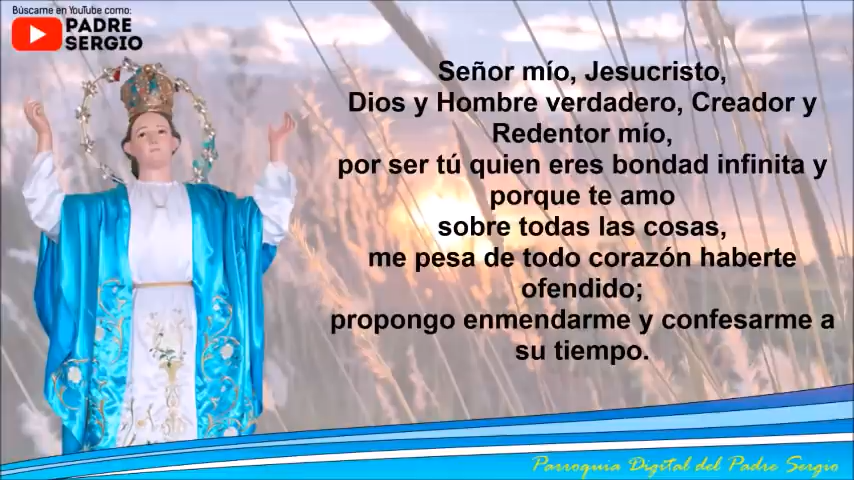 Búscame en YouTube como:
PADRE
SERGIO
Señor mío, Jesucristo,
Dios y Hombre verdadero, Creador y
Redentor mío,
por ser tú quien eres bondad infinita y
porque te amo
sobre todas las cosas,
me pesa de todo corazón haberte
ofendido;
propongo enmendarme y confesarme a
su tiempo.
Parroquia Digital del Padre Sergio